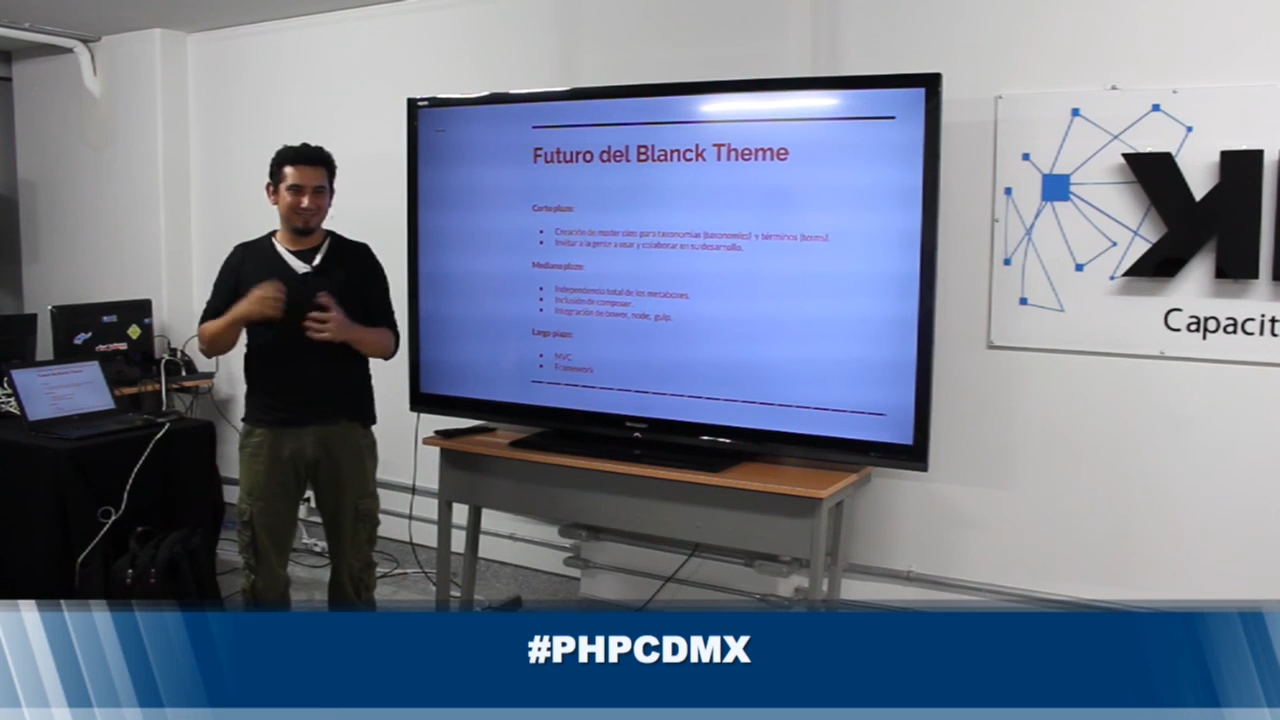 Futuro del Blanck Theme
Corto plazo:
Creación de master class para taxonomías (taxonomies) y términos (terms).
Invitar a la gente a usar y colaborar en su desarrollo.
Mediano plazo:
Independencia total de los metaboxes.
Inclusión de composer.
Integración de bower, node, gulp.
Largo plazo:
MVC
Framework
Capacit
#PHPCDMX